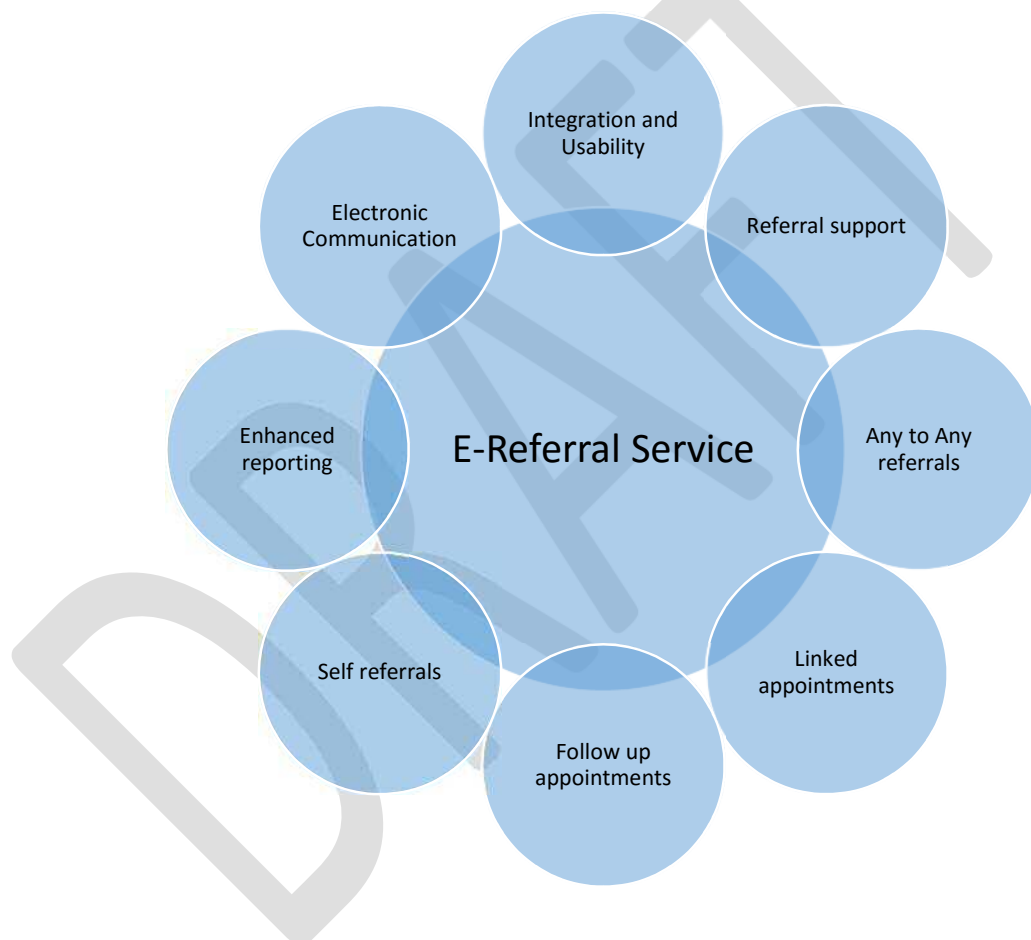 Integration and
Usability
Referral support
Any to Any
referrals
Linked
appointments
Follow up
appointments
Self referrals
Enhanced
reporting
Electronic
Communication
E-Referral Service
DRAFT